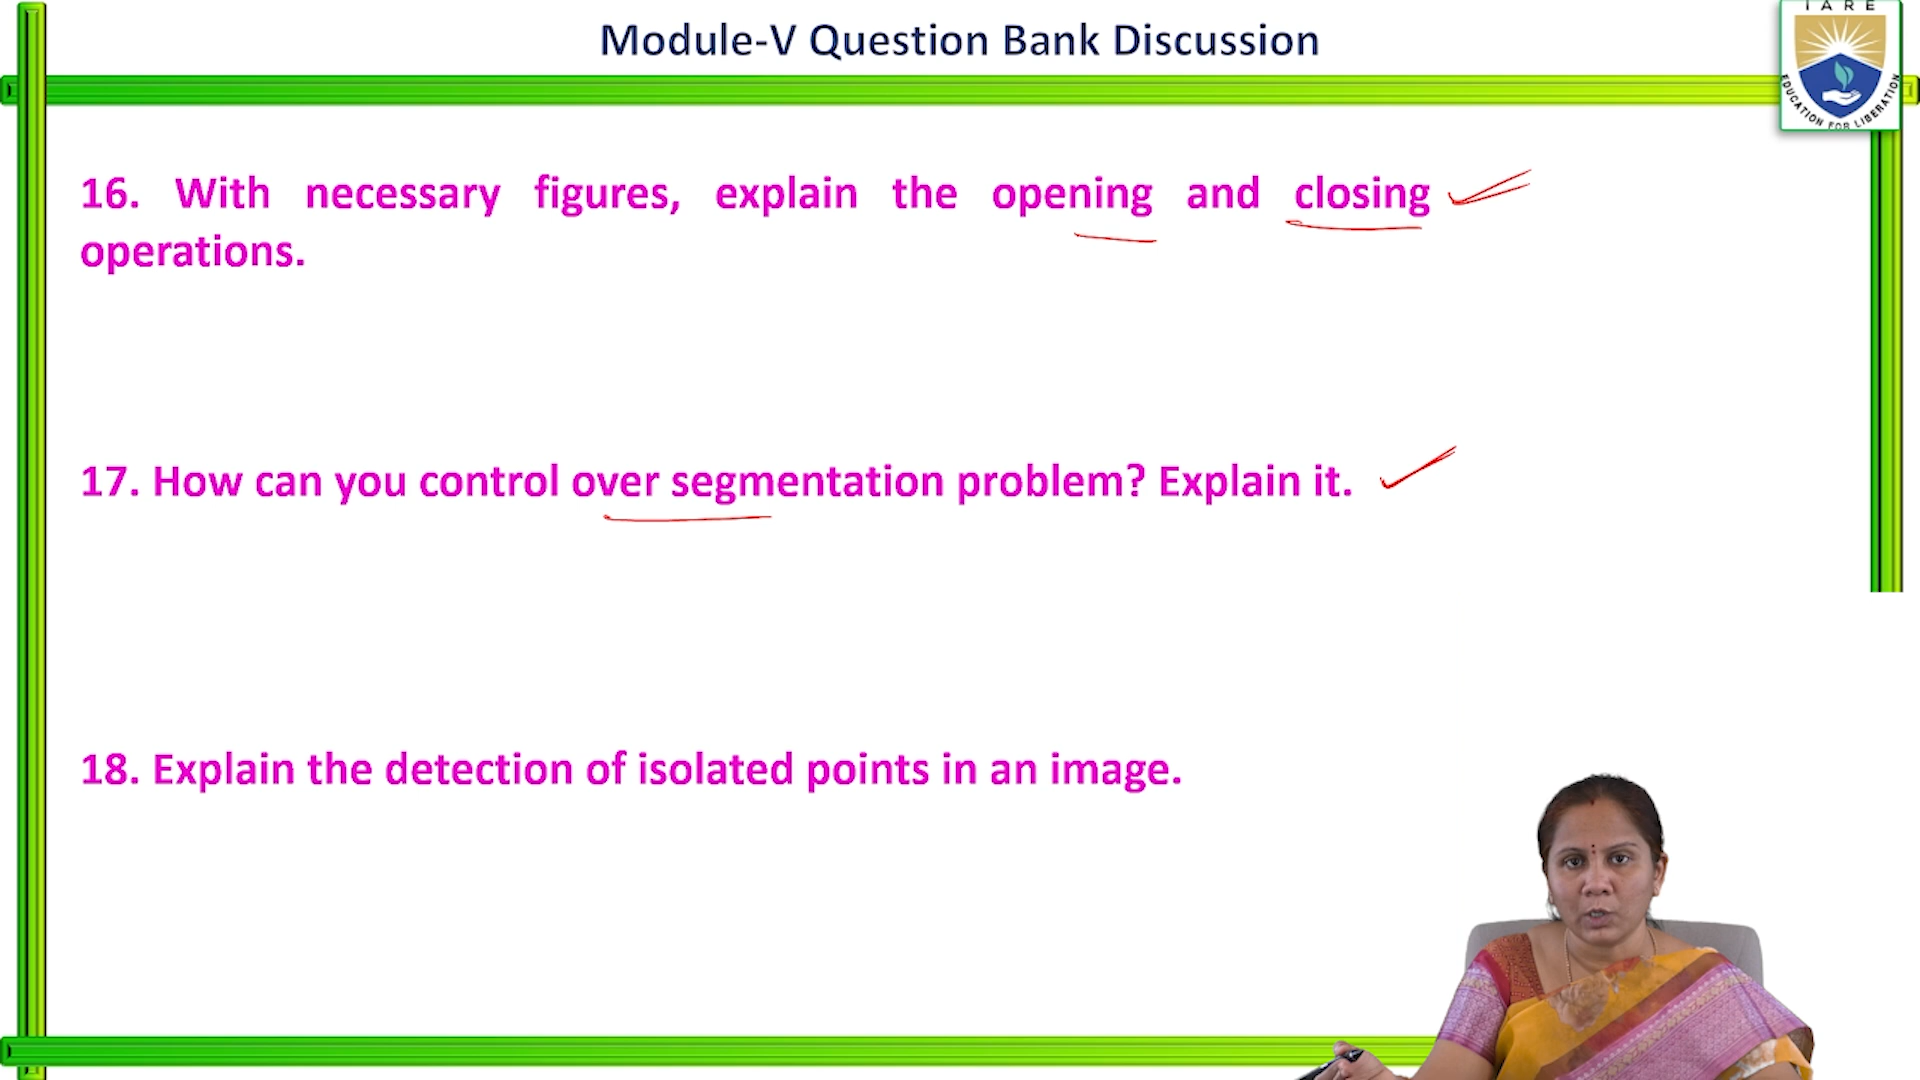 Module-V Question Bank Discussion
IARE
EDUCATION FOR LIBERATION
16. With necessary figures, explain the opening and closing
operations.
17. How can you control over segmentation problem? Explain it.
18. Explain the detection of isolated points in an image.